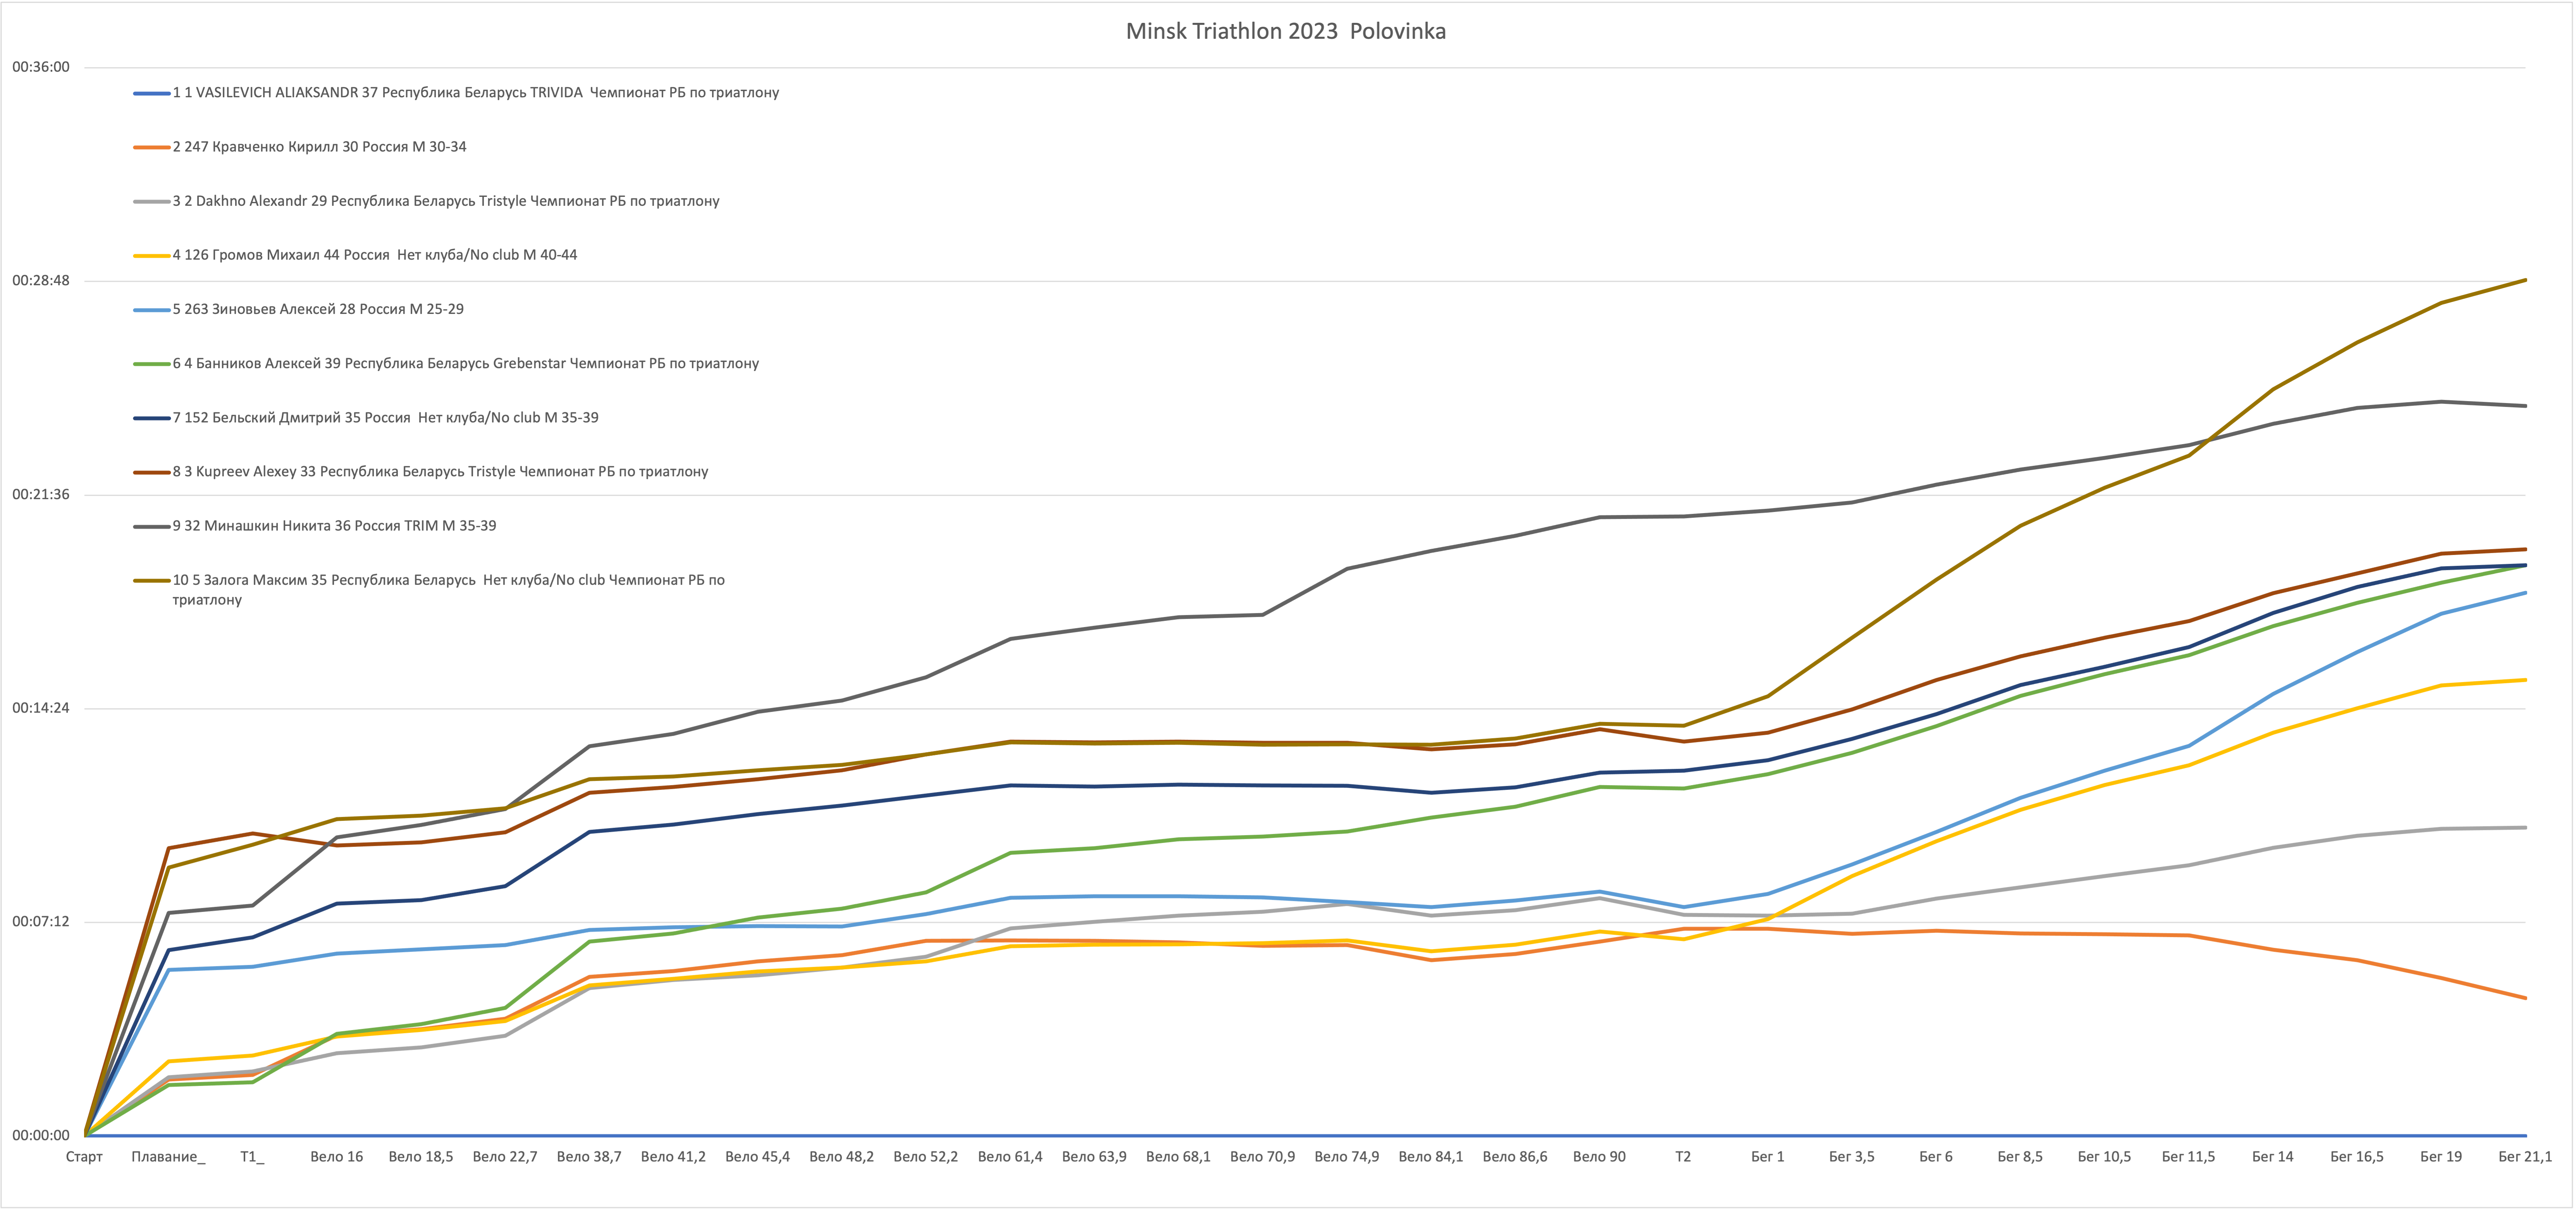 Minsk Triathlon 2023  Polovinka
00:36:00
1 1 VASILEVICH ALIAKSANDR 37 Республика Беларусь TRIVIDA  Чемпионат РБ по триатлону
2 247 Кравченко Кирилл 30 Россия М 30-34
3 2 Dakhno Alexandr 29 Республика Беларусь Tristyle Чемпионат РБ по триатлону
4 126 Громов Михаил 44 Россия  Нет клуба/No club М 40-44
00:28:48
5 263 Зиновьев Алексей 28 Россия М 25-29
6 4 Банников Алексей 39 Республика Беларусь Grebenstar Чемпионат РБ по триатлону
7 152 Бельский Дмитрий 35 Россия  Нет клуба/No club М 35-39
8 3 Kupreev Alexey 33 Республика Беларусь Tristyle Чемпионат РБ по триатлону
00:21:36
9 32 Минашкин Никита 36 Россия TRIM М 35-39
10 5 Залога Максим 35 Республика Беларусь  Нет клуба/No club Чемпионат РБ по
триатлону
00:14:24
00:07:12
00:00:00
Старт Плавание_ Т1_ Вело 16 Вело 18,5 Вело 22,7 Вело 38,7 Вело 41,2 Вело 45,4 Вело 48,2 Вело 52,2 Вело 61,4 Вело 63,9 Вело 68,1 Вело 70,9 Вело 74,9 Вело 84,1 Вело 86,6 Вело 90 Т2 Бег 1 Бег 3,5 Бег 6 Бег 8,5 Бег 10,5 Бег 11,5 Бег 14 Бег 16,5 Бег 19 Бег 21,1